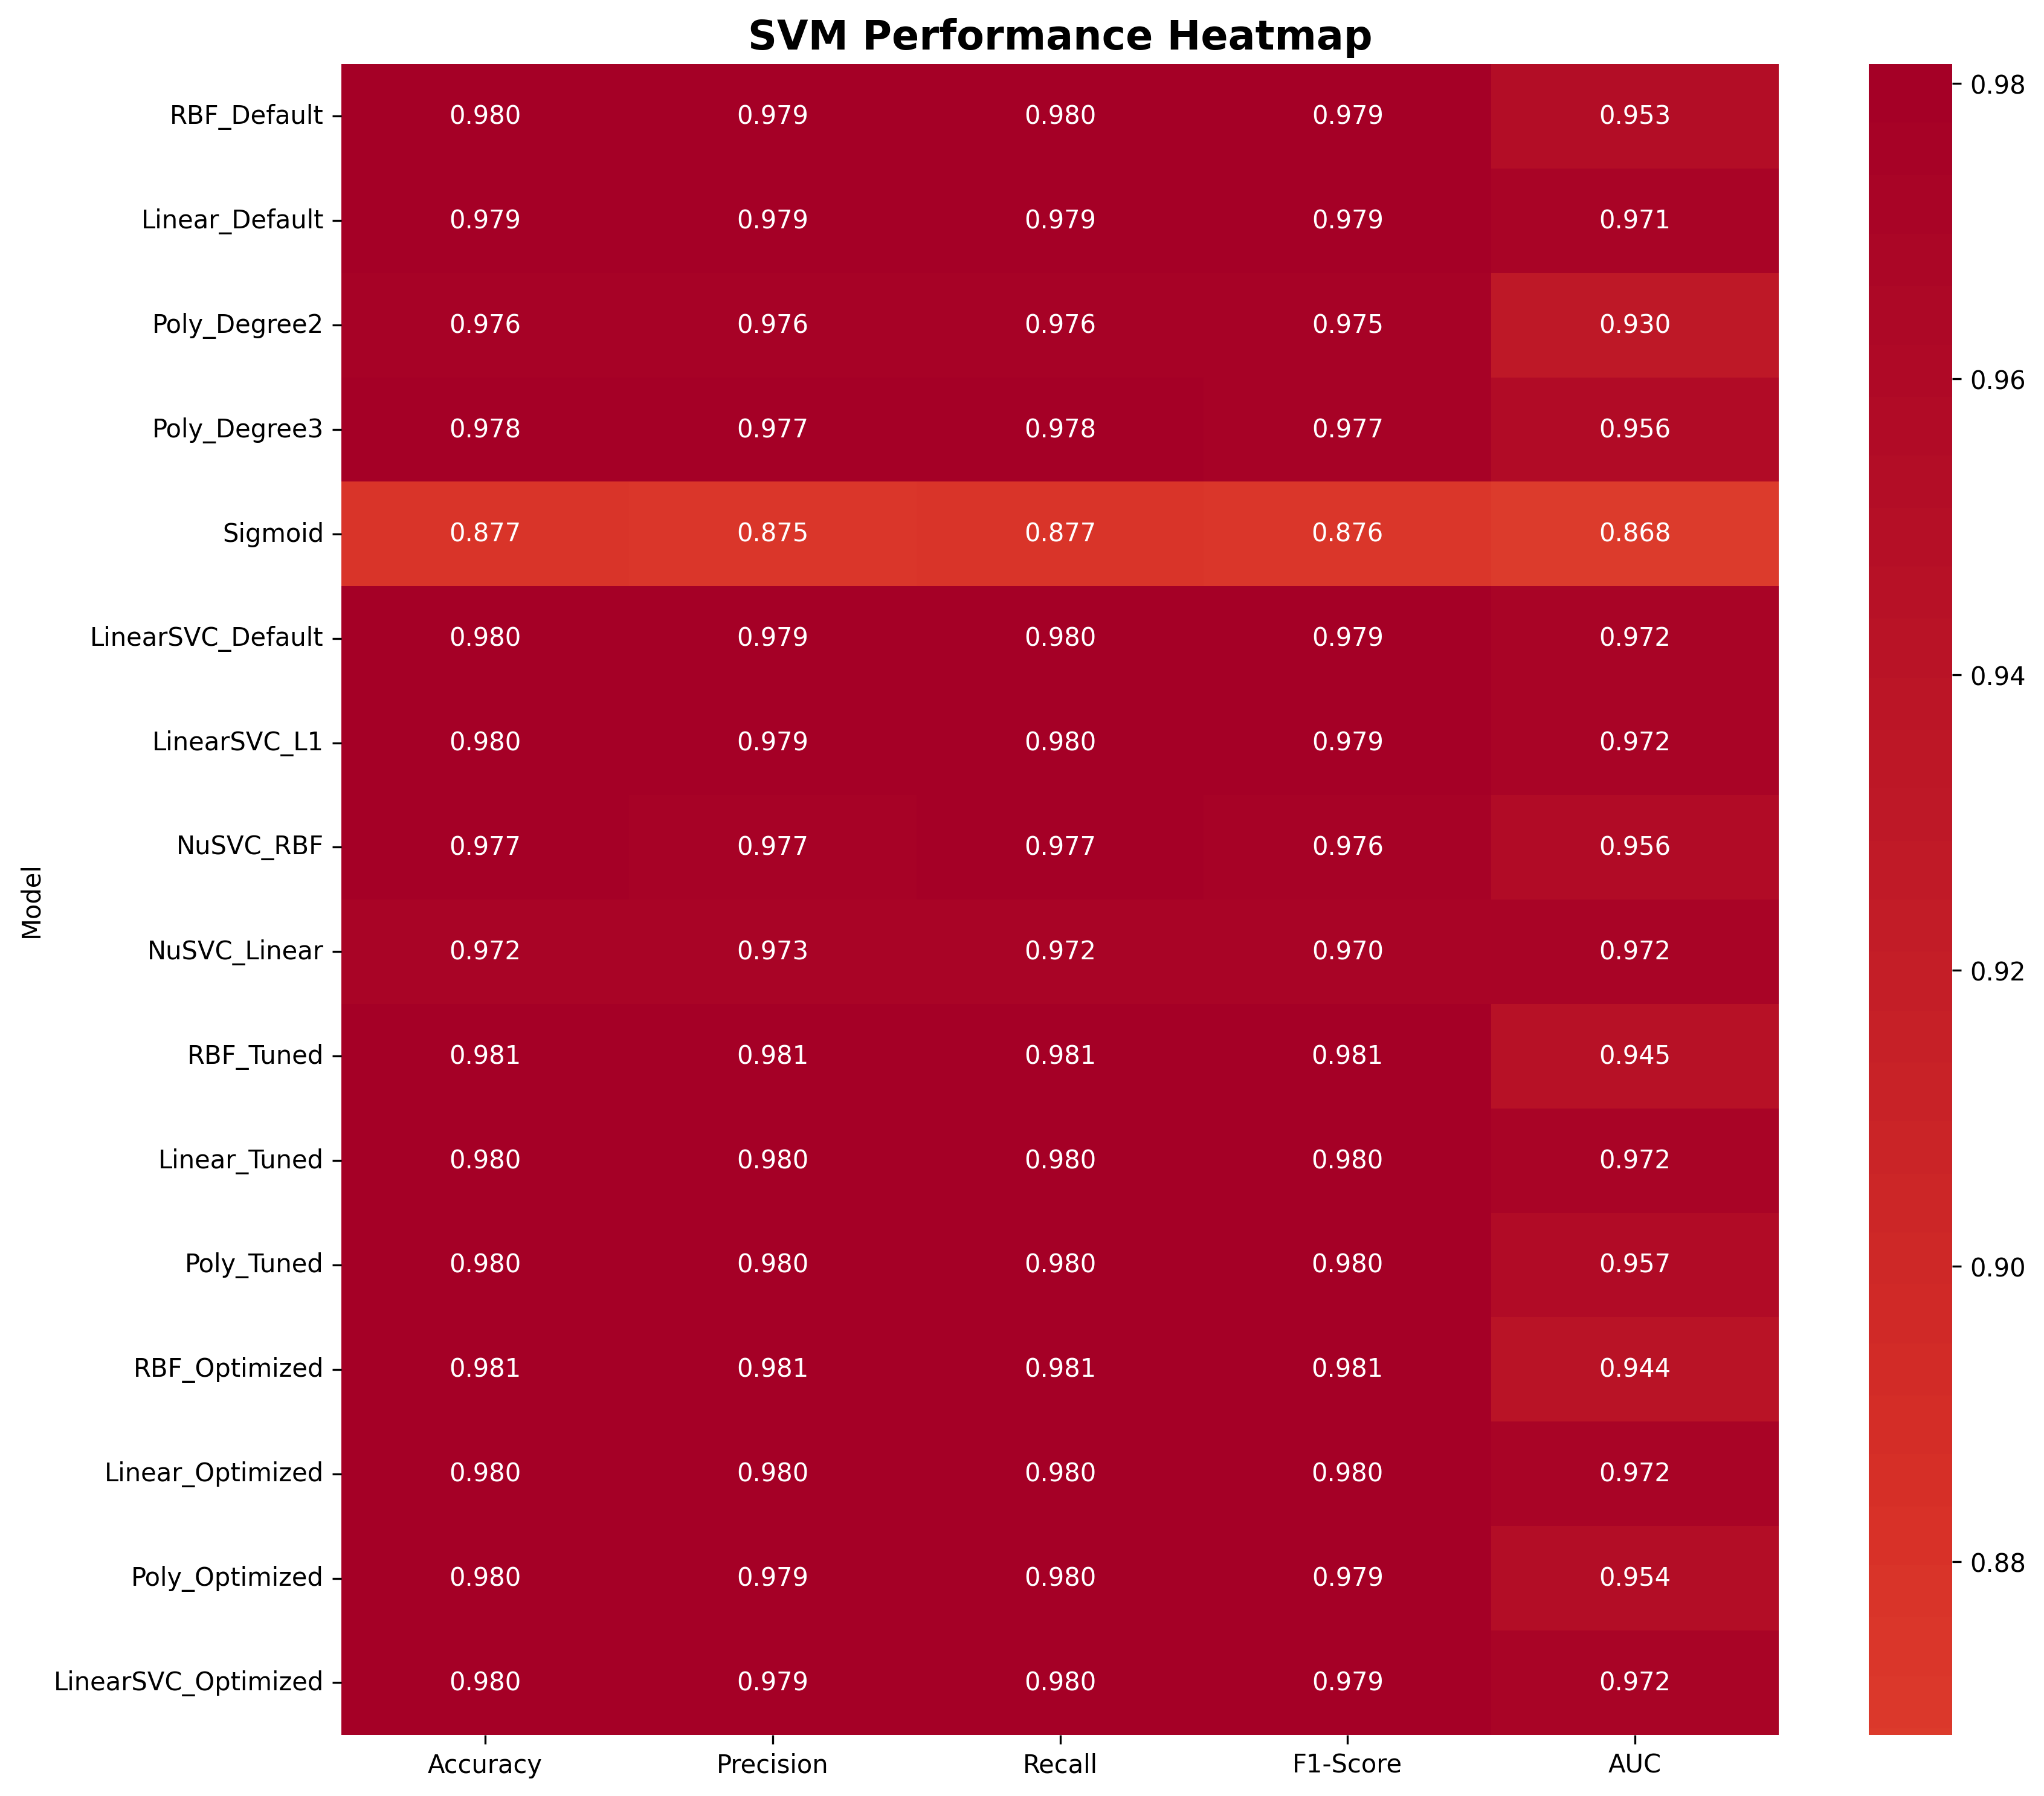 SVM Performance Heatmap
RBF_Default 0.980 0.979 0.980 0.979 0.953
Linear_Default 0.979 0.979 0.979 0.979 0.971
Poly_Degree2 0.976 0.976 0.976 0.975 0.930
Poly_Degree3 0.978 0.977 0.978 0.977 0.956
Sigmoid 0.877 0.875 0.877 0.876 0.868
LinearSVC_Default 0.980 0.979 0.980 0.979 0.972
LinearSVC_L1 0.980 0.979 0.980 0.979 0.972
NuSVC_RBF 0.977 0.977 0.977 0.976 0.956
NuSVC_Linear 0.972 0.973 0.972 0.970 0.972
RBF_Tuned 0.981 0.981 0.981 0.981 0.945
Linear_Tuned 0.980 0.980 0.980 0.980 0.972
Poly_Tuned 0.980 0.980 0.980 0.980 0.957
RBF_Optimized 0.981 0.981 0.981 0.981 0.944
Linear_Optimized 0.980 0.980 0.980 0.980 0.972
Poly_Optimized 0.980 0.979 0.980 0.979 0.954
LinearSVC_Optimized 0.980 0.979 0.980 0.979 0.972
Accuracy Precision Recall F1-Score AUC
Model
0.98
0.96
0.94
0.92
0.90
0.88